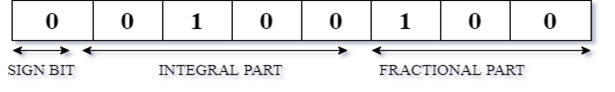 0 0 1 0 0 1 0 0
SIGN BIT INTEGRAL PART FRACTIONAL PART